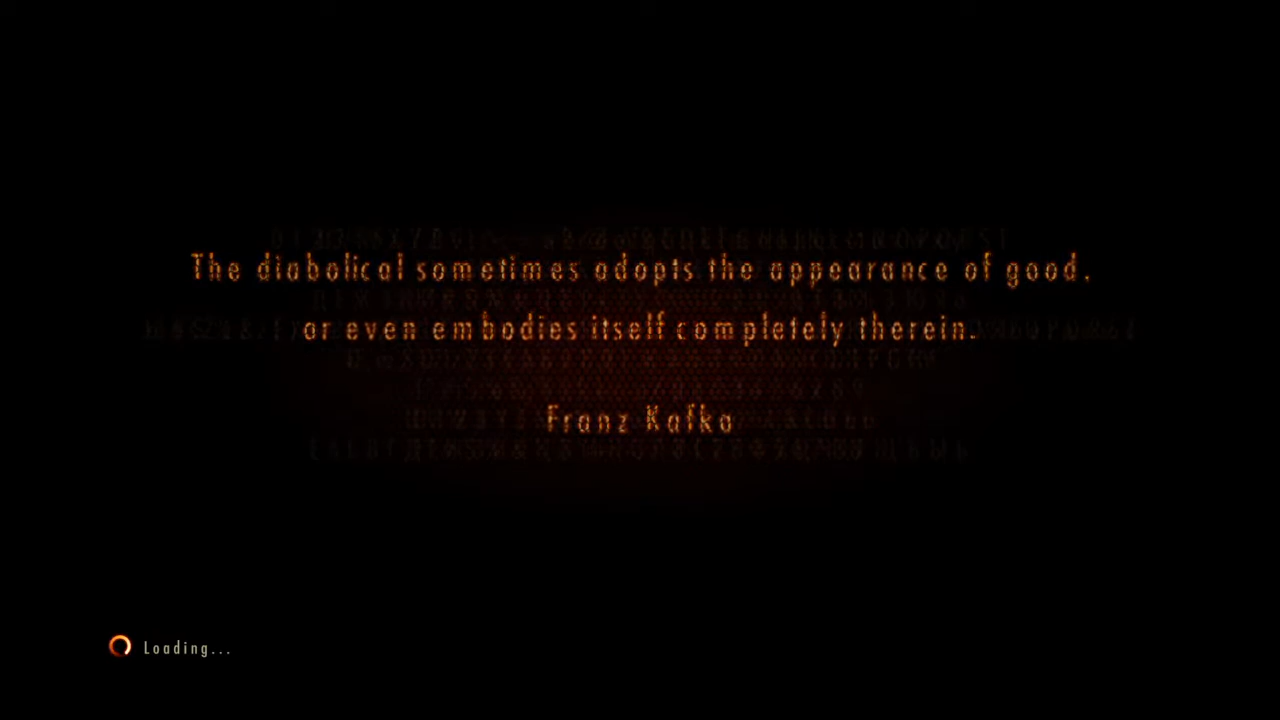 The diabolical sometimes adopts the appearance of good,
or even embodies itself completely therein.
Franz Kafka
Loading...